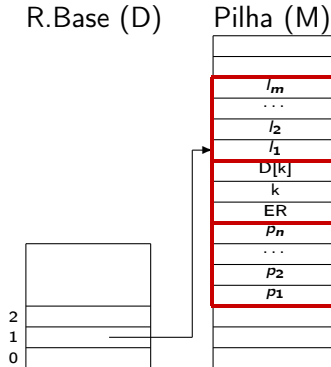 R.Base (D)
Pilha (M)
l_m
...
l_2
l_1
D[k]
k
ER
p_n
...
p_2
p_1
2
1
0